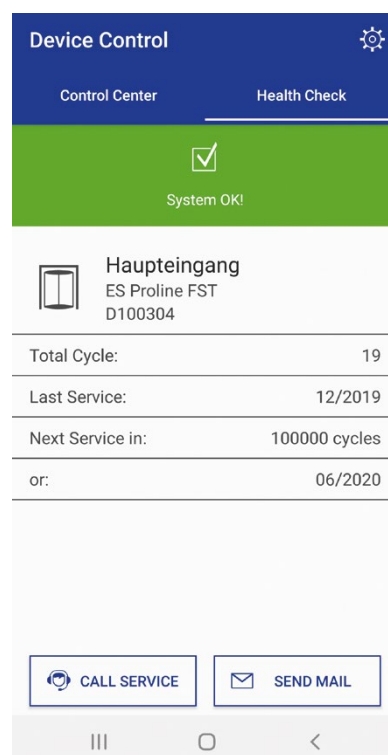 Device Control
Control Center
Health Check
System OK!
Haupteingang
ES Proline FST
D100304
Total Cycle: 19
Last Service: 12/2019
Next Service in: 100000 cycles
or: 06/2020
CALL SERVICE
SEND MAIL